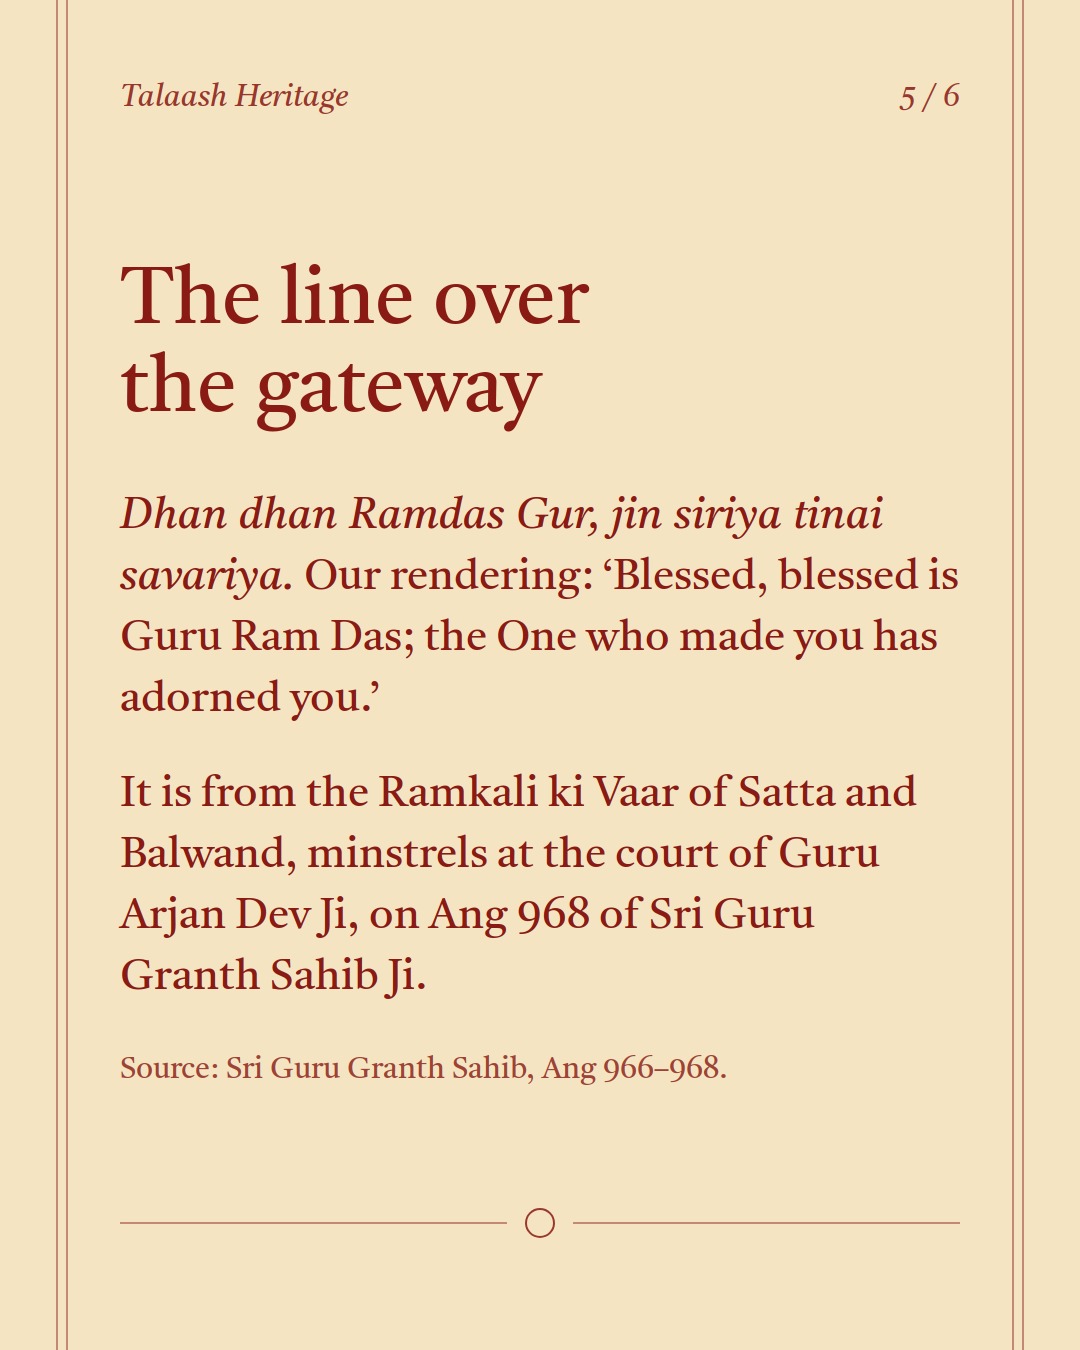 Talaash Heritage
5 / 6
The line over
the gateway
Dhan dhan Ramdas Gur, jin siriya tinai
savariya. Our rendering: ‘Blessed, blessed is
Guru Ram Das; the One who made you has
adorned you.’
It is from the Ramkali ki Vaar of Satta and
Balwand, minstrels at the court of Guru
Arjan Dev Ji, on Ang 968 of Sri Guru
Granth Sahib Ji.
Source: Sri Guru Granth Sahib, Ang 966–968.